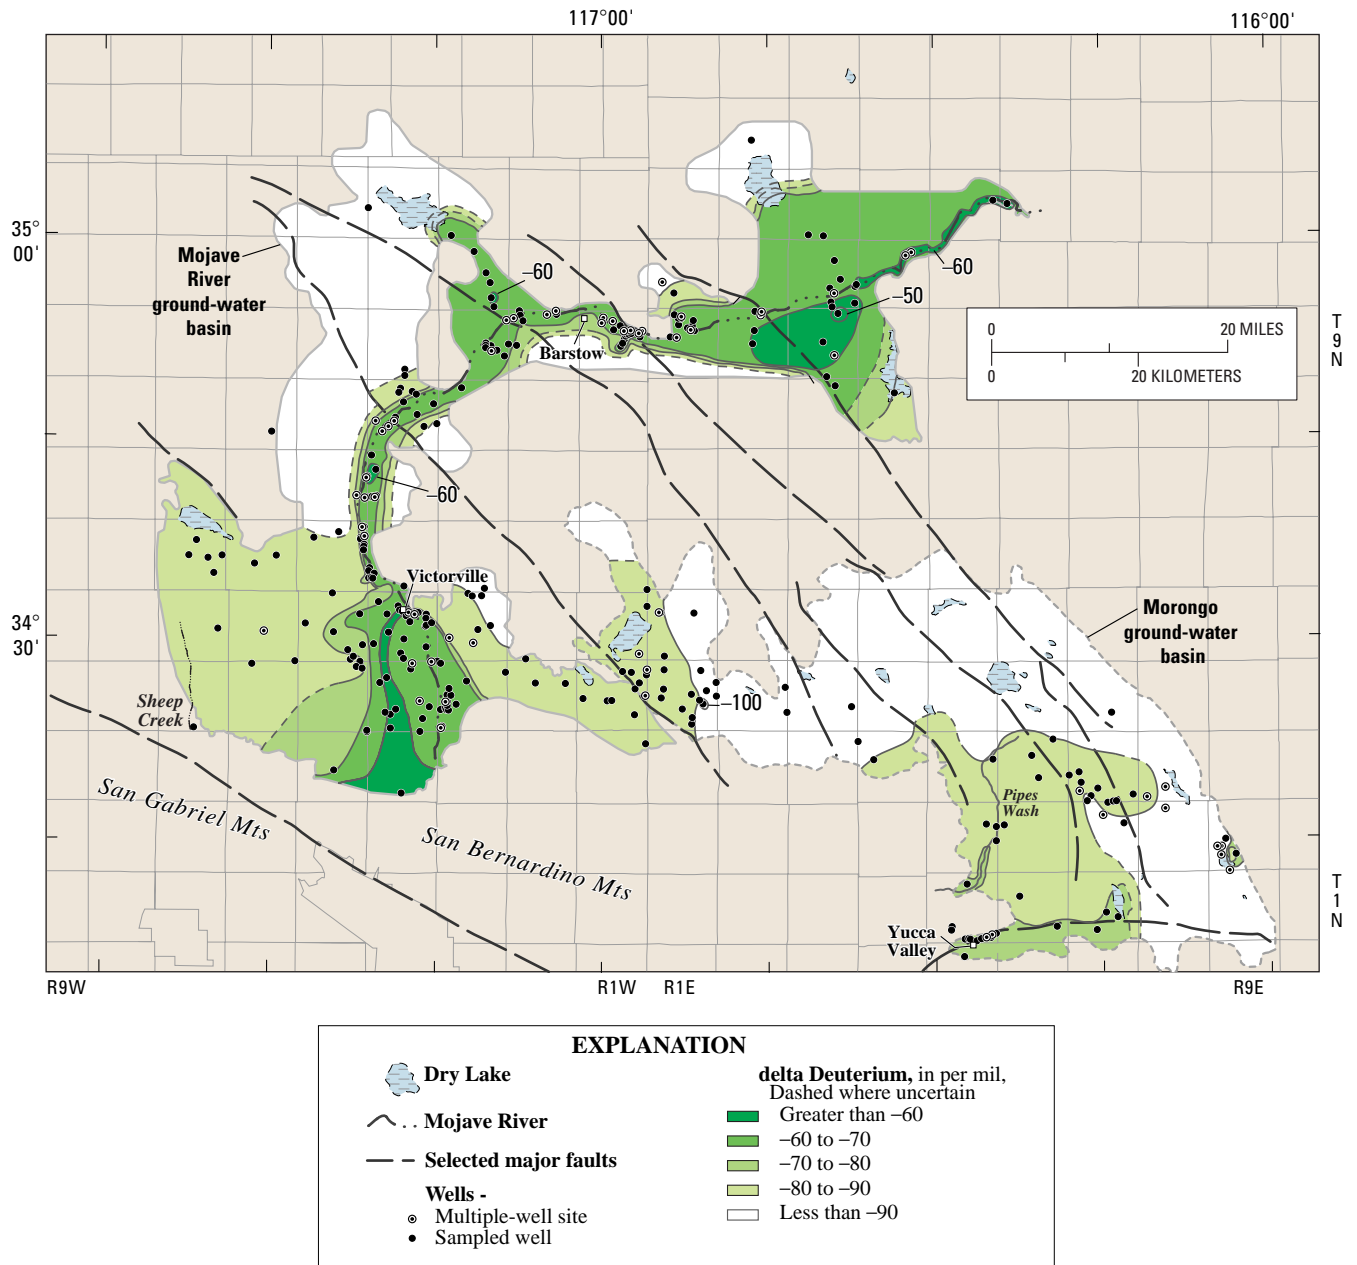 117°00'
116°00'
35°
00'
Mojave
River
ground-water
basin
−60
−60
−50
0
20 MILES
0
20 KILOMETERS
T
9
N
Barstow
−60
Victorville
34°
30'
Morongo
ground-water
basin
Sheep
Creek
−100
San Gabriel Mts
San Bernardino Mts
Pipes
Wash
T
1
N
Yucca
Valley
R9W
R1W
R1E
R9E
EXPLANATION
Dry Lake
Mojave River
Selected major faults
Wells -
Multiple-well site
Sampled well
delta Deuterium, in per mil,
Dashed where uncertain
Greater than −60
−60 to −70
−70 to −80
−80 to −90
Less than −90